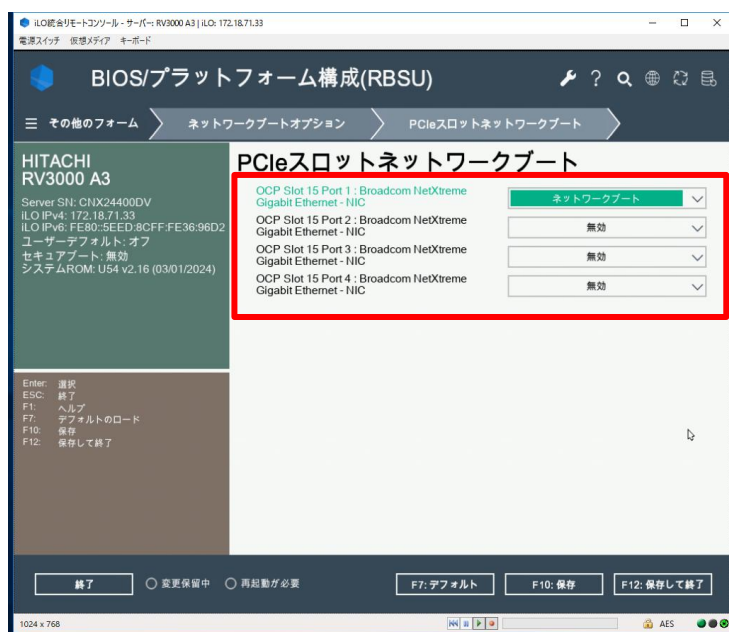 iLO統合リモートコンソール - サーバー: RV3000 A3 | iLO: 172.18.71.33
電源スイッチ 仮想メディア キーボード
BIOS/プラットフォーム構成(RBSU)
その他のフォーム ネットワークブートオプション PCIeスロットネットワークブート
HITACHI
RV3000 A3
Server SN: CNX24400DV
iLO IPv4: 172.18.71.33
iLO IPv6: FE80::5EED:8CFF:FE36:96D2
ユーザーデフォルト: オフ
セキュアブート: 無効
システムROM: U54 v2.16 (03/01/2024)
Enter: 選択
ESC: 終了
F1: ヘルプ
F7: デフォルトのロード
F10: 保存
F12: 保存して終了
PCIeスロットネットワークブート
OCP Slot 15 Port 1 : Broadcom NetXtreme
Gigabit Ethernet - NIC
ネットワークブート
OCP Slot 15 Port 2 : Broadcom NetXtreme
Gigabit Ethernet - NIC
無効
OCP Slot 15 Port 3 : Broadcom NetXtreme
Gigabit Ethernet - NIC
無効
OCP Slot 15 Port 4 : Broadcom NetXtreme
Gigabit Ethernet - NIC
無効
終了 変更保留中 再起動が必要 F7: デフォルト F10: 保存 F12: 保存して終了
1024 x 768 AES